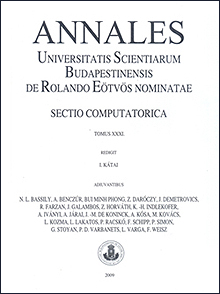 ANNALES
UNIVERSITATIS SCIENTIARUM
BUDAPESTINENSIS
DE ROLANDO EÖTVÖS NOMINATAE
SECTIO COMPUTATORICA
TOMUS XXXI.
REDIGIT
I. KÁTAI
ADIUVANTIBUS
N. L. BASSILY, A. BENCZÚR, BUI MINH PHONG, Z. DARÓCZY, J. DEMETROVICS,
R. FARZAN, J. GALAMBOS, Z. HORVÁTH, K.-H. INDLEKOFER,
A. IVÁNYI, A. JÁRAI, J.-M. DE KONINCK, A. KÓSA, M. KOVÁCS,
L. KOZMA, L. LAKATOS, P. RACSKÓ, F. SCHIPP, P. SIMON,
G. STOYAN, P. D. VARBANETS, L. VARGA, F. WEISZ
2009